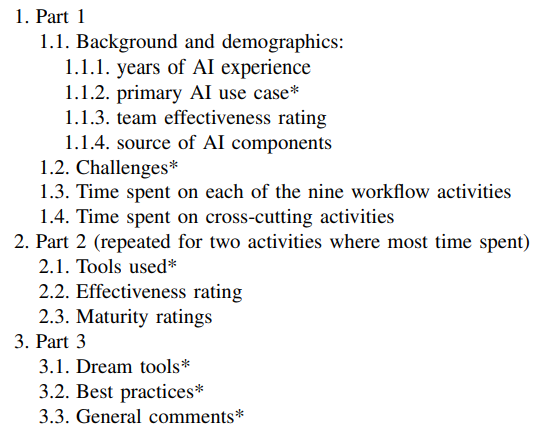 1. Part 1
1.1. Background and demographics:
1.1.1. years of AI experience
1.1.2. primary AI use case*
1.1.3. team effectiveness rating
1.1.4. source of AI components
1.2. Challenges*
1.3. Time spent on each of the nine workflow activities
1.4. Time spent on cross-cutting activities
2. Part 2 (repeated for two activities where most time spent)
2.1. Tools used*
2.2. Effectiveness rating
2.3. Maturity ratings
3. Part 3
3.1. Dream tools*
3.2. Best practices*
3.3. General comments*